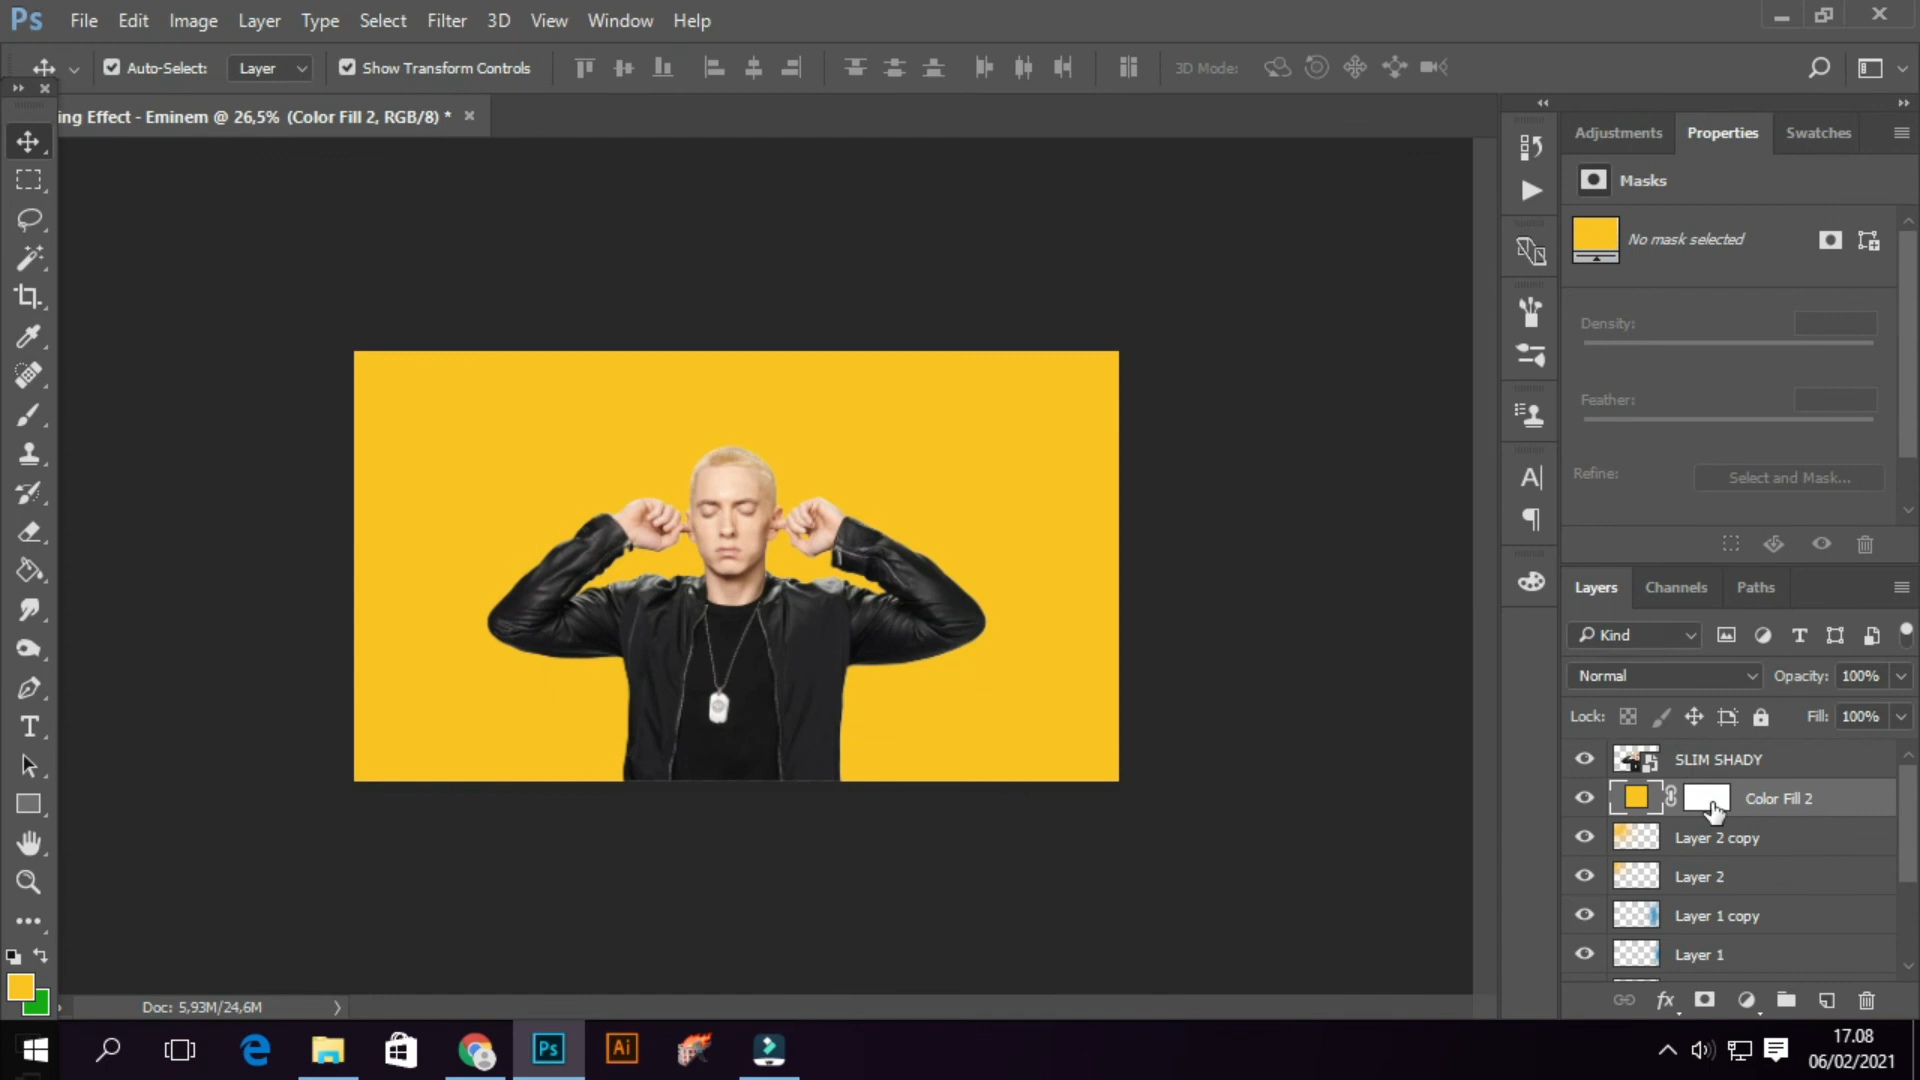 Ps File Edit Image Layer Type Select Filter 3D View Window Help
Auto-Select: Layer Show Transform Controls 3D Mode:
ing Effect - Eminem @ 26,5% (Color Fill 2, RGB/8) *
Adjustments Properties Swatches
Masks
No mask selected
Density:
Feather:
Refine: Select and Mask...
Layers Channels Paths
Kind
Normal Opacity: 100%
Lock: Fill: 100%
SLIM SHADY
Color Fill 2
Layer 2 copy
Layer 2
Layer 1 copy
Layer 1
fx
Doc: 5,93M/24,6M
Ps Ai
17.08
06/02/2021